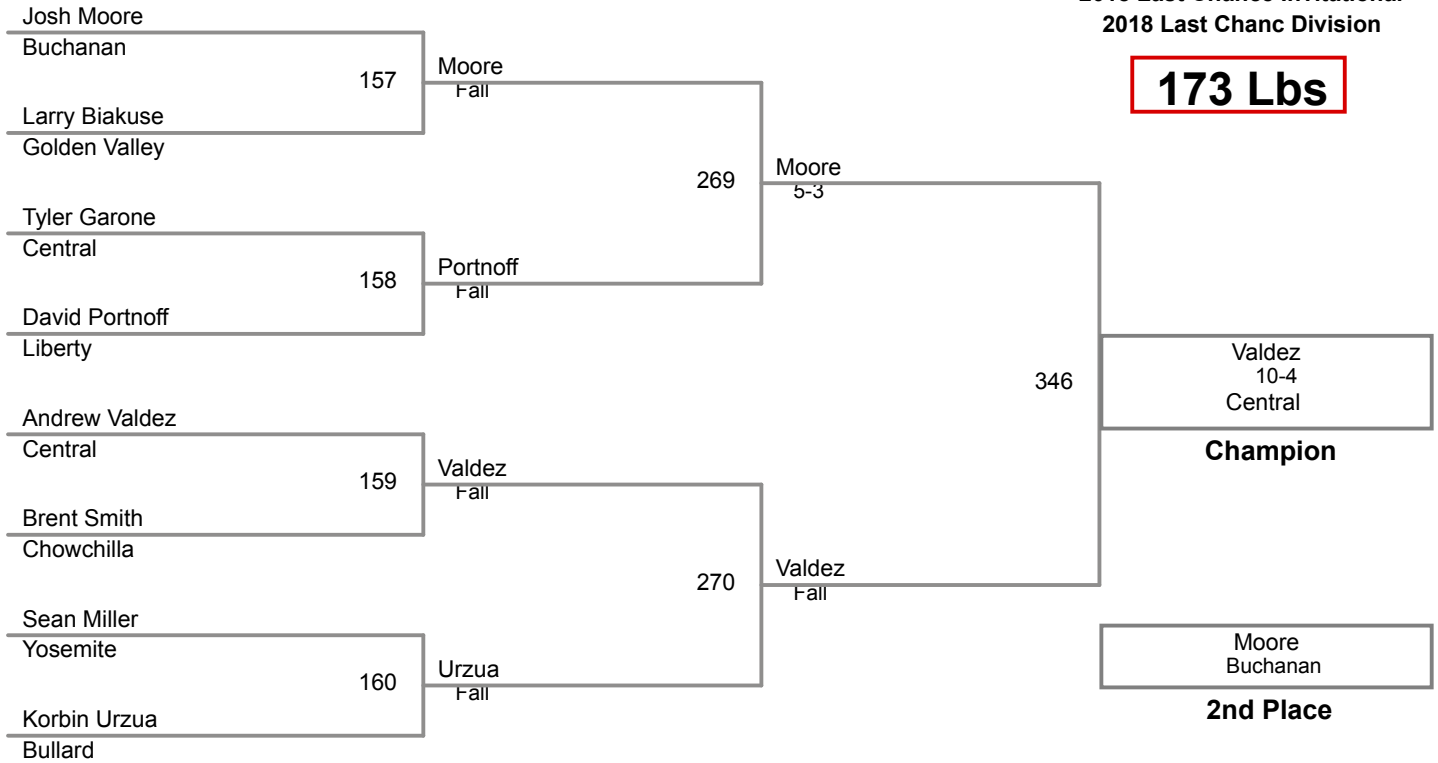 2018 Last Chanc Division
173 Lbs
Josh Moore
Buchanan
157
Larry Biakuse
Golden Valley
Moore
Fall
Tyler Garone
Central
158
David Portnoff
Liberty
Portnoff
Fall
269
Moore
5-3
Andrew Valdez
Central
159
Brent Smith
Chowchilla
Valdez
Fall
Sean Miller
Yosemite
160
Korbin Urzua
Bullard
Urzua
Fall
270
Valdez
Fall
346
Valdez
10-4
Central
Champion
Moore
Buchanan
2nd Place